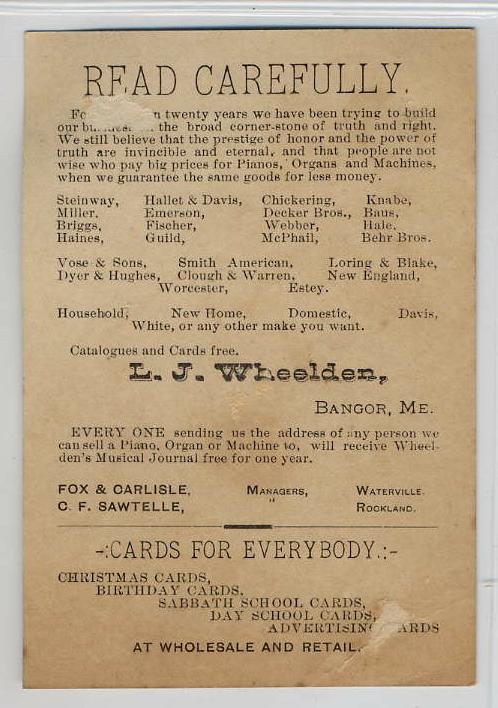 READ CAREFULLY.
n twenty years we have been trying to build
our the broad corner-stone of truth and right.
We still believe that the prestige of honor and the power of
truth are invincible and eternal, and that people are not
wise who pay big prices for Pianos, Organs and Machines,
when we guarantee the same goods for less money.
Steinway, Hallet & Davis, Chickering, Knabe,
Miller, Emerson, Decker Bros., Baus,
Briggs, Fischer, Webber, Hale,
Haines, Guild, McPhail, Behr Bros.
Vose & Sons, Smith American, Loring & Blake,
Dyer & Hughes, Clough & Warren, New England,
Worcester, Estey.
Household, New Home, Domestic, Davis,
White, or any other make you want.
Catalogues and Cards free.
L. J. Wheelden,
BANGOR, ME.
EVERY ONE sending us the address of any person we
can sell a Piano, Organ or Machine to, will receive Wheel-
den's Musical Journal free for one year.
FOX & CARLISLE, MANAGERS, WATERVILLE.
C. F. SAWTELLE, " ROCKLAND.
-:CARDS FOR EVERYBODY.:-
CHRISTMAS CARDS,
BIRTHDAY CARDS,
SABBATH SCHOOL CARDS,
DAY SCHOOL CARDS,
ADVERTISING ARDS
AT WHOLESALE AND RETAIL.